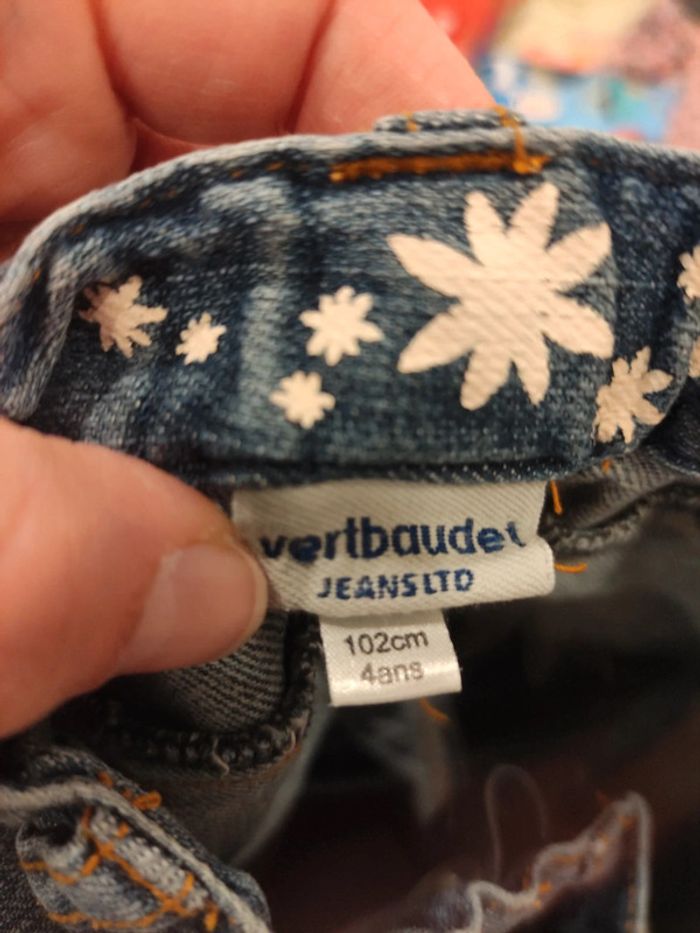 vertbaudet
JEANS LTD
102cm
4ans